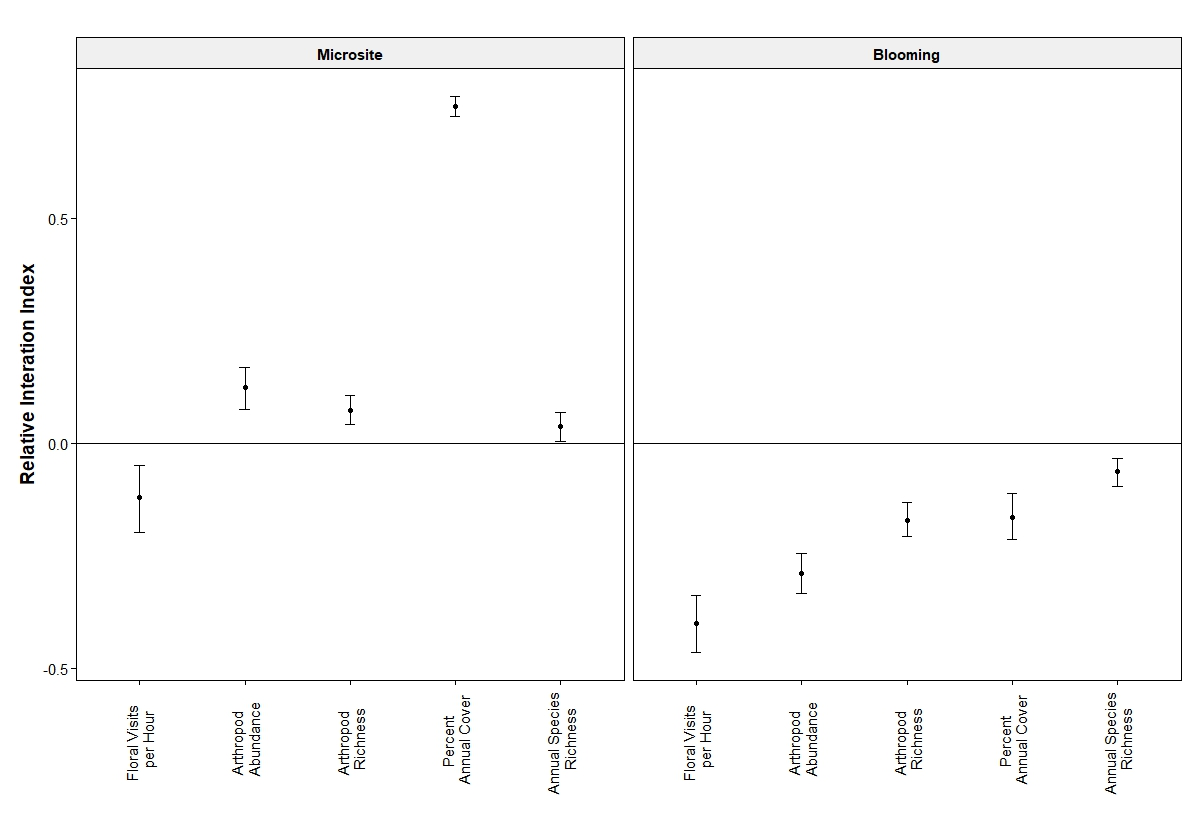 Microsite
Blooming
Relative Interation Index
0.5
0.0
-0.5
Floral Visits
per Hour
Arthropod
Abundance
Arthropod
Richness
Percent
Annual Cover
Annual Species
Richness
Floral Visits
per Hour
Arthropod
Abundance
Arthropod
Richness
Percent
Annual Cover
Annual Species
Richness